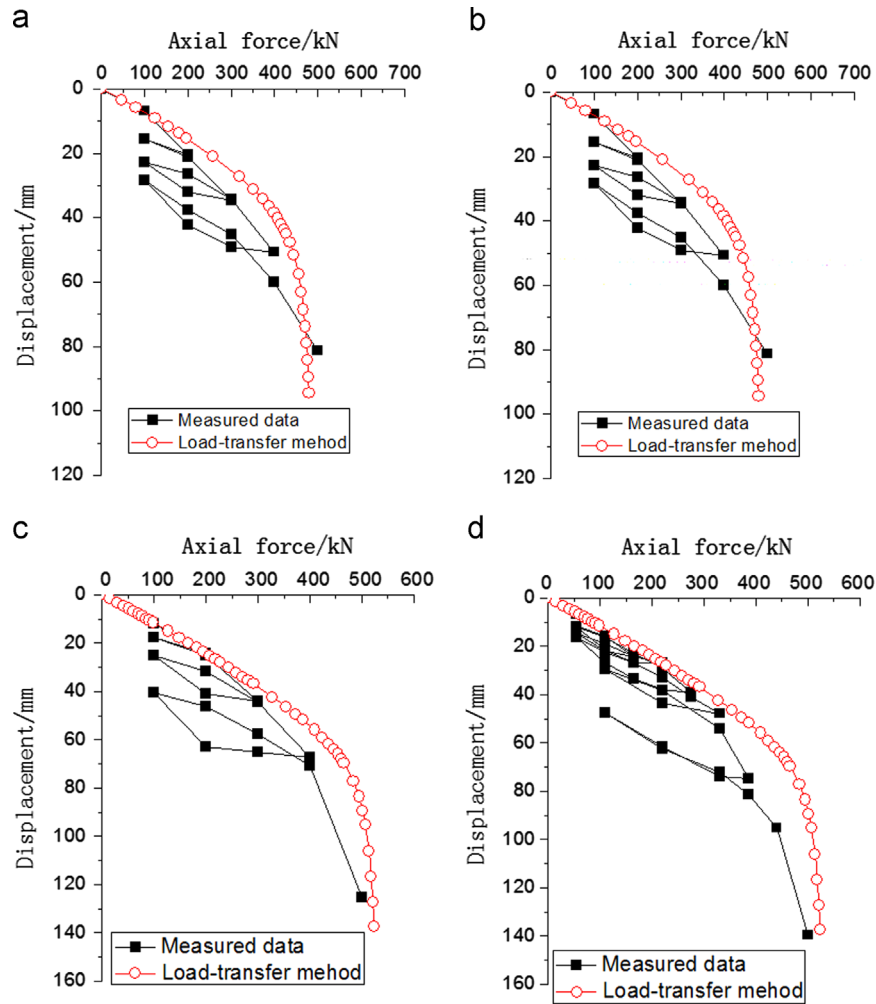 a
Axial force/kN
0 100 200 300 400 500 600 700
0
20
40
60
80
100
120
Displacement/mm
Measured data
Load-transfer mehod
b
Axial force/kN
0 100 200 300 400 500 600 700
0
20
40
60
80
100
120
Displacement/mm
Measured data
Load-transfer mehod
c
Axial force/kN
0 100 200 300 400 500 600
0
20
40
60
80
100
120
140
160
Displacement/mm
Measured data
Load-transfer mehod
d
Axial force/kN
0 100 200 300 400 500 600
0
20
40
60
80
100
120
140
160
Displacement/mm
Measured data
Load-transfer mehod